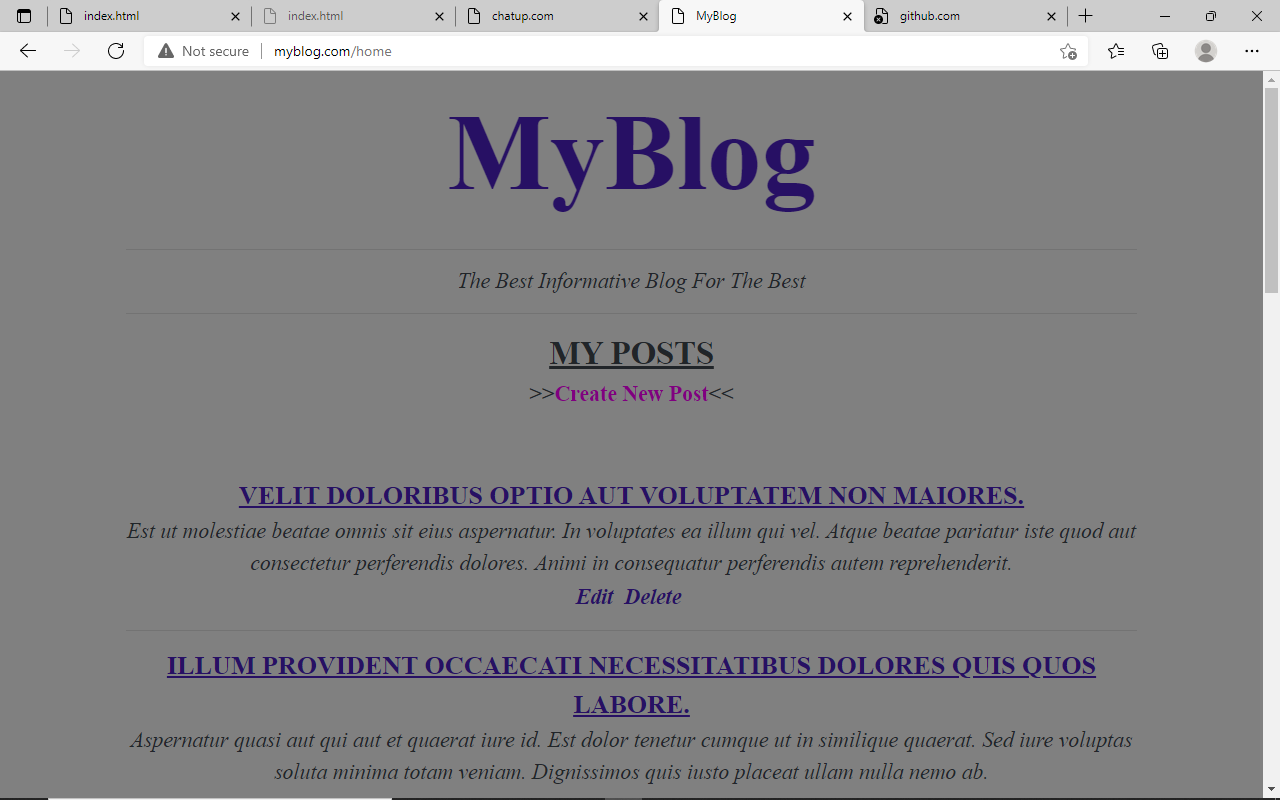 index.html
index.html
chatup.com
MyBlog
github.com
Not secure
myblog.com/home
MyBlog
The Best Informative Blog For The Best
MY POSTS
>>Create New Post<<
VELIT DOLORIBUS OPTIO AUT VOLUPTATEM NON MAIORES.
Est ut molestiae beatae omnis sit eius aspernatur. In voluptates ea illum qui vel. Atque beatae pariatur iste quod aut
consectetur perferendis dolores. Animi in consequatur perferendis autem reprehenderit.
Edit Delete
ILLUM PROVIDENT OCCAECATI NECESSITATIBUS DOLORES QUIS QUOS
LABORE.
Aspernatur quasi aut qui aut et quaerat iure id. Est dolor tenetur cumque ut in similique quaerat. Sed iure voluptas
soluta minima totam veniam. Dignissimos quis iusto placeat ullam nulla nemo ab.